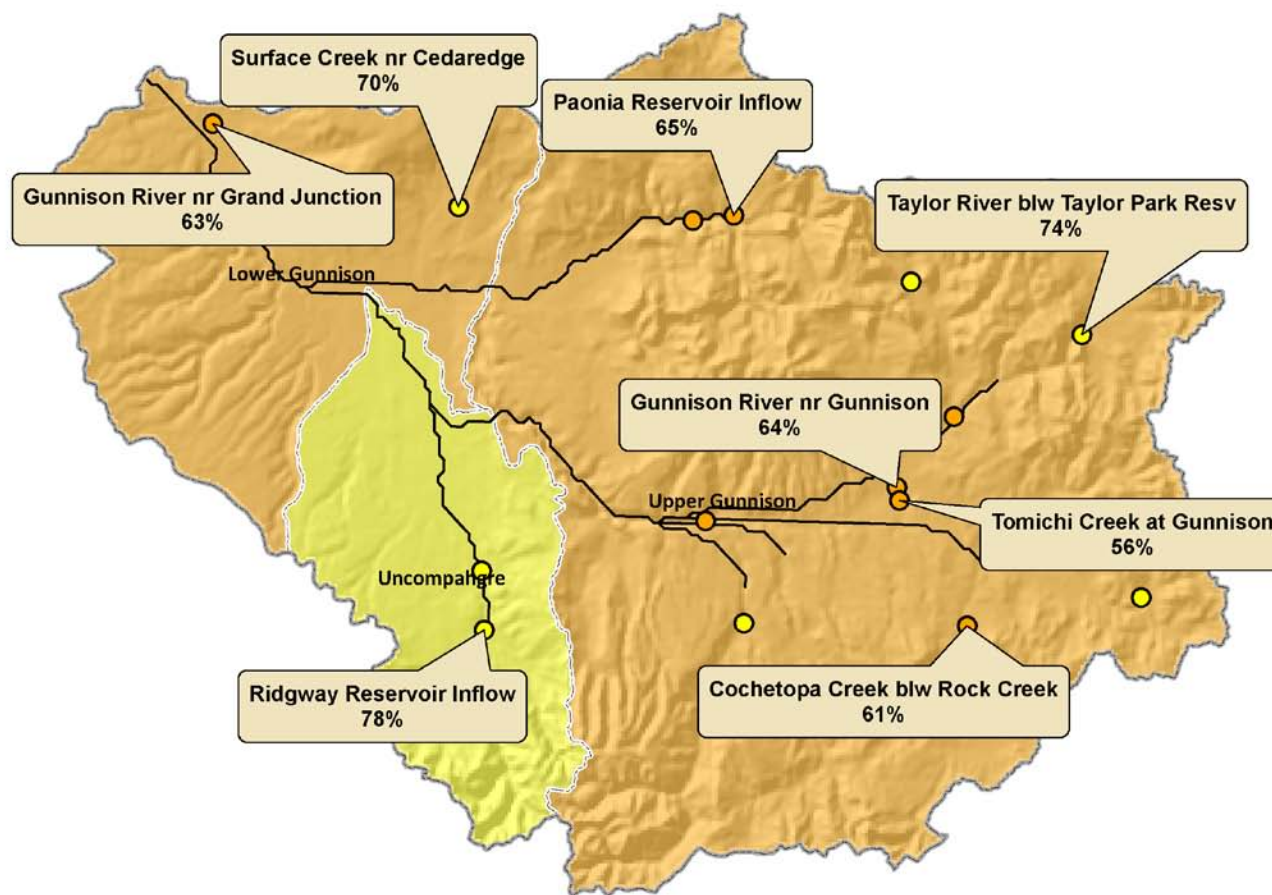 Surface Creek nr Cedaredge
70%
Paonia Reservoir Inflow
65%
Gunnison River nr Grand Junction
63%
Taylor River blw Taylor Park Resv
74%
Lower Gunnison
Gunnison River nr Gunnison
64%
Upper Gunnison
Tomichi Creek at Gunnison
56%
Uncompahgre
Ridgway Reservoir Inflow
78%
Cochetopa Creek blw Rock Creek
61%